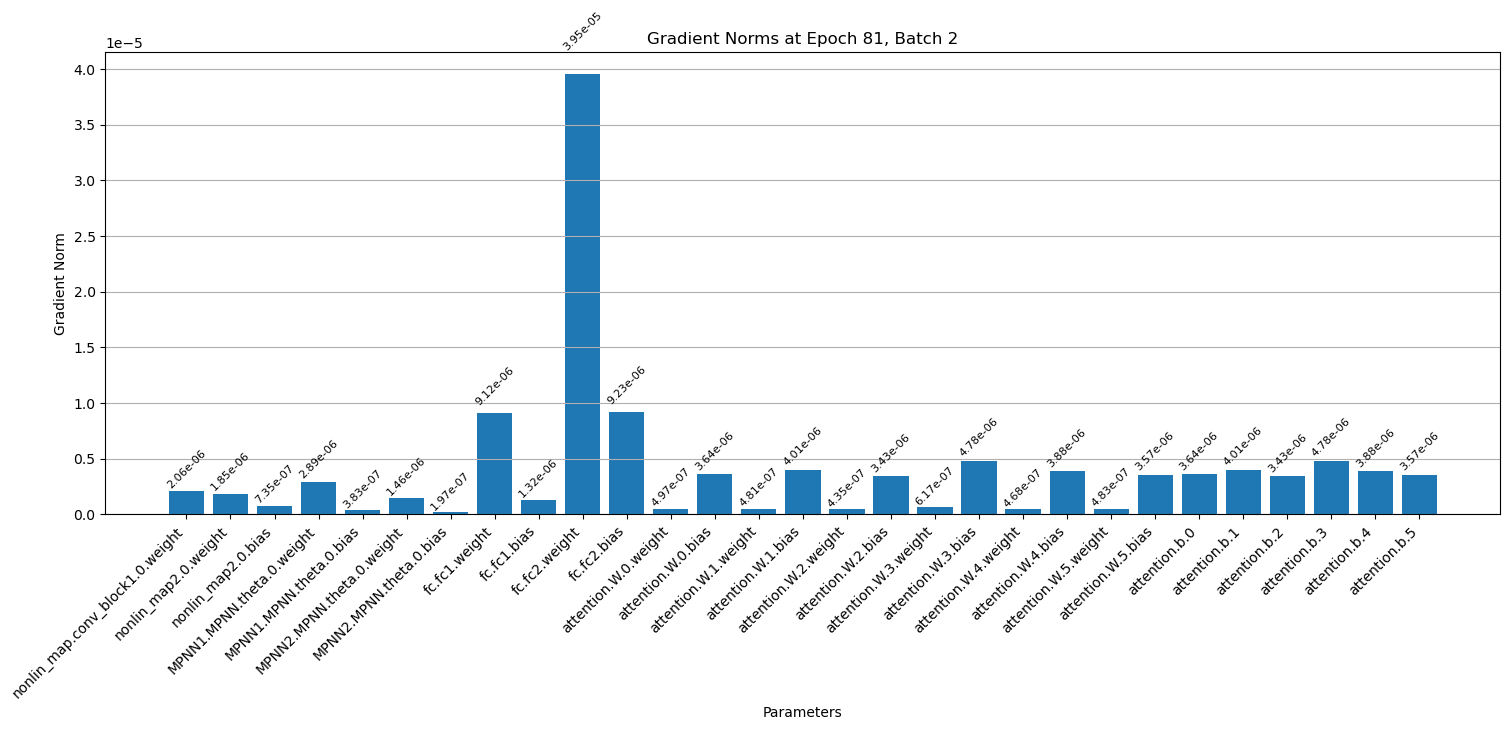 Gradient Norms at Epoch 81, Batch 2
1e−5
4.0
3.5
3.0
2.5
2.0
1.5
1.0
0.5
0.0
Gradient Norm
2.06e-06
1.85e-06
7.35e-07
2.89e-06
3.83e-07
1.46e-06
1.97e-07
9.12e-06
1.32e-06
3.95e-05
9.23e-06
4.97e-07
3.64e-06
4.81e-07
4.01e-06
4.35e-07
3.43e-06
6.17e-07
4.78e-06
4.68e-07
3.88e-06
4.83e-07
3.57e-06
3.64e-06
4.01e-06
3.43e-06
4.78e-06
3.88e-06
3.57e-06
nonlin_map.conv_block1.0.weight
nonlin_map2.0.weight
nonlin_map2.0.bias
MPNN1.MPNN.theta.0.weight
MPNN1.MPNN.theta.0.bias
MPNN2.MPNN.theta.0.weight
MPNN2.MPNN.theta.0.bias
fc.fc1.weight
fc.fc1.bias
fc.fc2.weight
fc.fc2.bias
attention.W.0.weight
attention.W.0.bias
attention.W.1.weight
attention.W.1.bias
attention.W.2.weight
attention.W.2.bias
attention.W.3.weight
attention.W.3.bias
attention.W.4.weight
attention.W.4.bias
attention.W.5.weight
attention.W.5.bias
attention.b.0
attention.b.1
attention.b.2
attention.b.3
attention.b.4
attention.b.5
Parameters